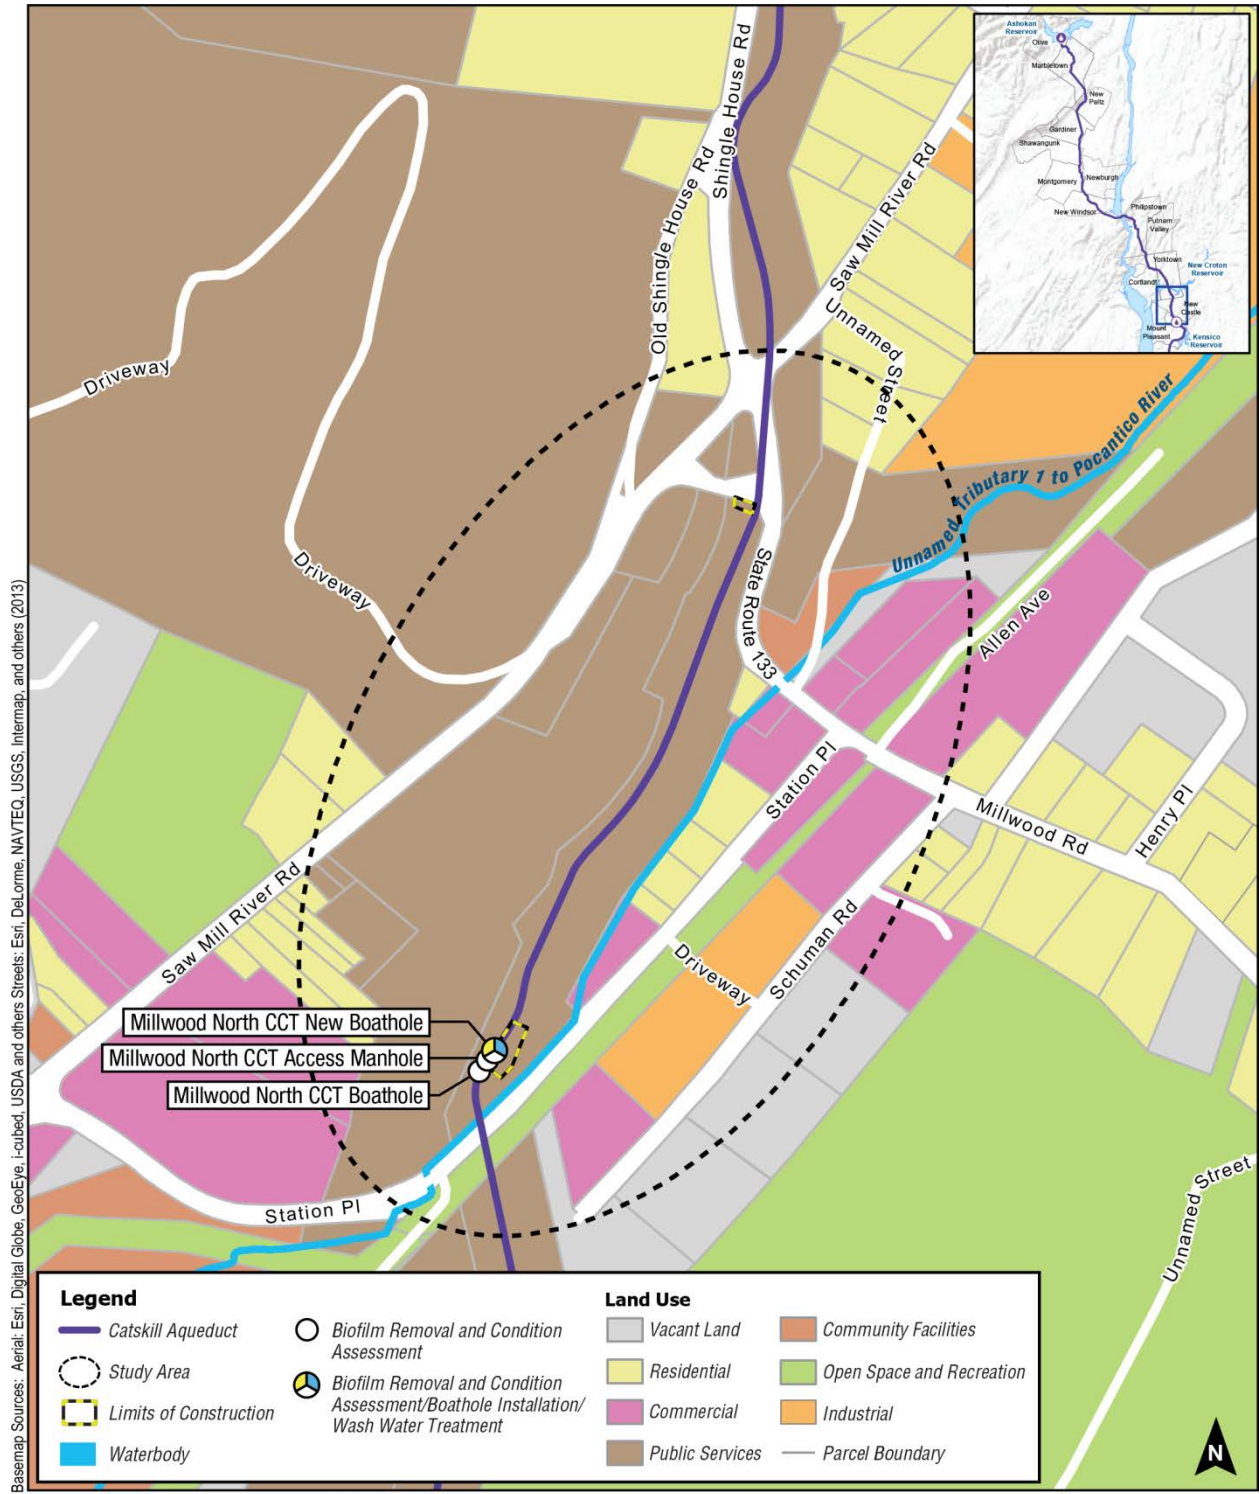 Ashokan
Reservoir
Olive
Marbletown
New
Paltz
Gardiner
Shawangunk
Montgomery
Newburgh
New Windsor
Philipstown
Putnam
Valley
Yorktown
New Croton
Reservoir
Cortlandt
New
Castle
Mount
Pleasant
Kensico
Reservoir
Shingle House Rd
Shingle House Rd
Old Shingle House Rd
Saw Mill River Rd
Unnamed Street
Driveway
Driveway
Unnamed Tributary 1 to Pocantico River
State Route 133
Allen Ave
Station Pl
Millwood Rd
Henry Pl
Saw Mill River Rd
Schuman Rd
Driveway
Millwood North CCT New Boathole
Millwood North CCT Access Manhole
Millwood North CCT Boathole
Station Pl
Unnamed Street
Basemap Sources: Aerial: Esri, Digital Globe, GeoEye, i-cubed, USDA and others Streets: Esri, DeLorme, NAVTEQ, USGS, Intermap, and others (2013)
Legend
Catskill Aqueduct
Study Area
Limits of Construction
Waterbody
Biofilm Removal and Condition
Assessment
Biofilm Removal and Condition
Assessment/Boathole Installation/
Wash Water Treatment
Land Use
Vacant Land
Residential
Commercial
Public Services
Community Facilities
Open Space and Recreation
Industrial
Parcel Boundary
N